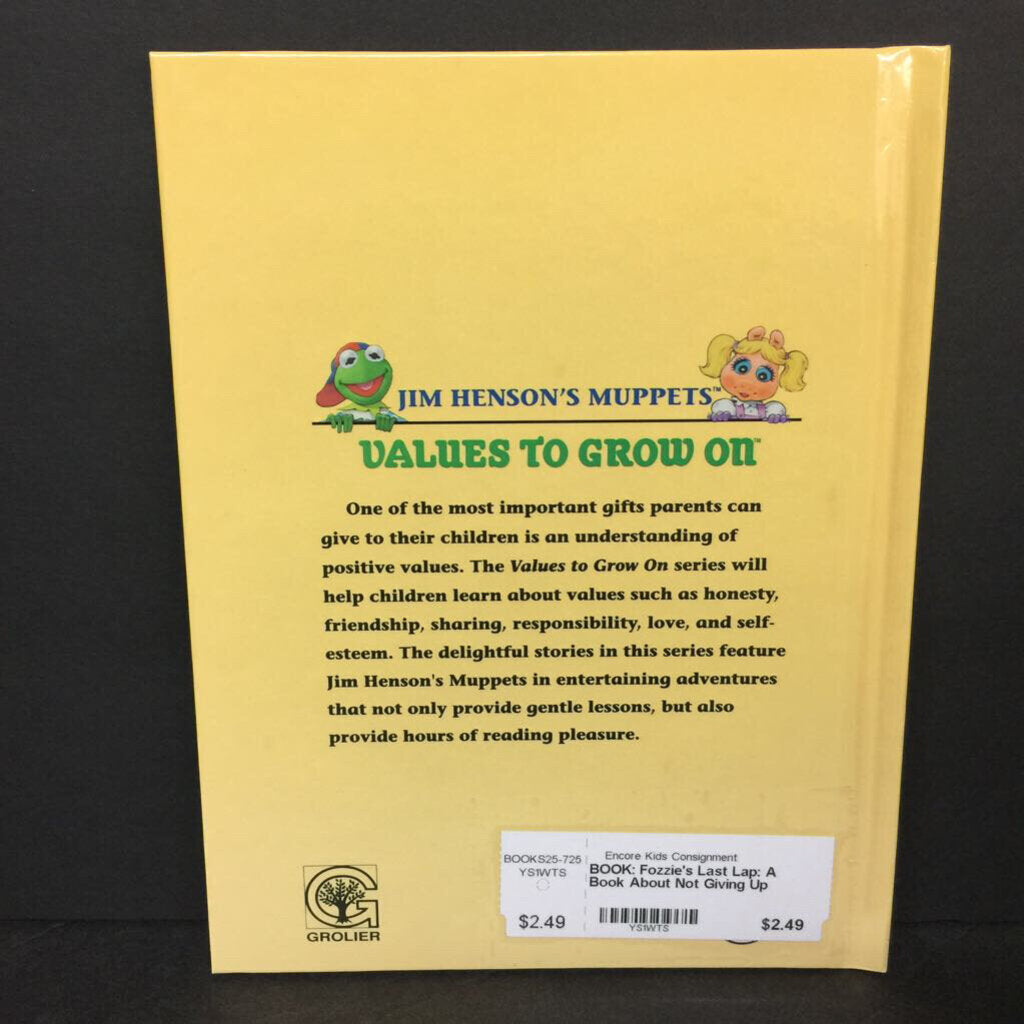 JIM HENSON'S MUPPETS™
VALUES TO GROW ON™
One of the most important gifts parents can
give to their children is an understanding of
positive values. The Values to Grow On series will
help children learn about values such as honesty,
friendship, sharing, responsibility, love, and self-
esteem. The delightful stories in this series feature
Jim Henson's Muppets in entertaining adventures
that not only provide gentle lessons, but also
provide hours of reading pleasure.
G
GROLIER
BOOKS25-725
YS1WTS
$2.49
Encore Kids Consignment
BOOK: Fozzie's Last Lap: A
Book About Not Giving Up
YS1WTS
$2.49